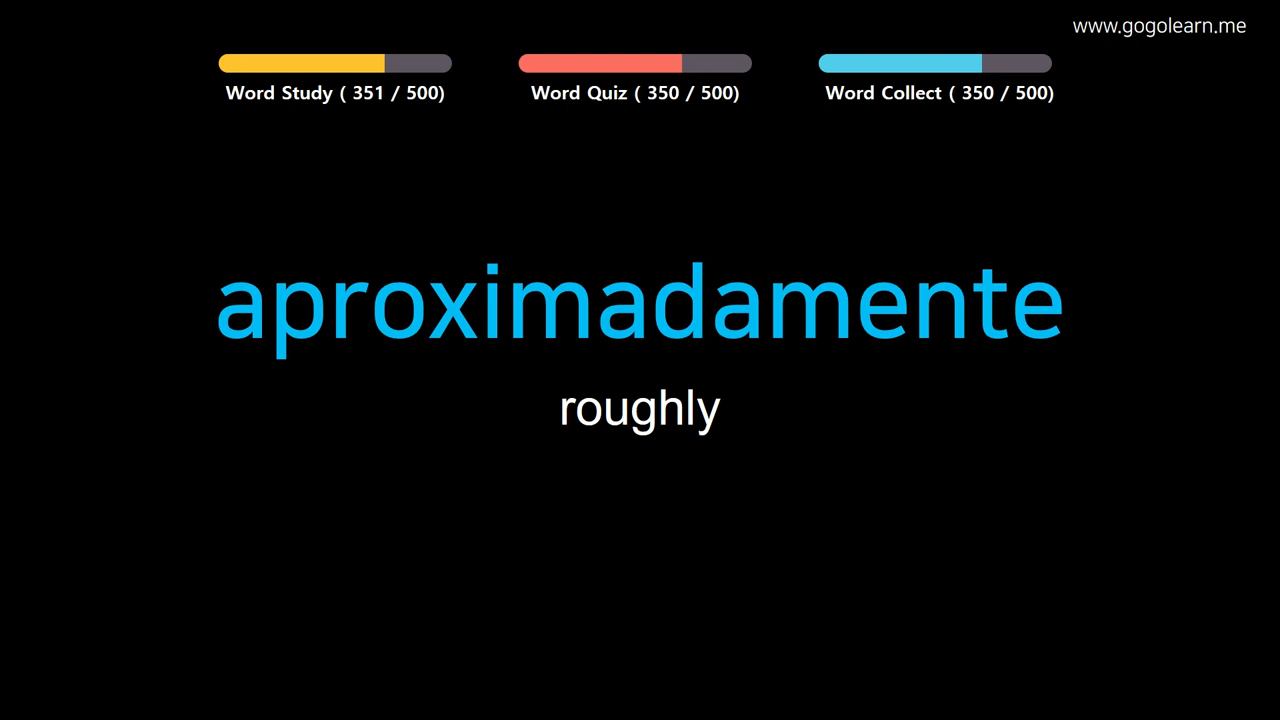 www.gogolearn.me
Word Study ( 351 / 500)
Word Quiz ( 350 / 500)
Word Collect ( 350 / 500)
aproximadamente
roughly